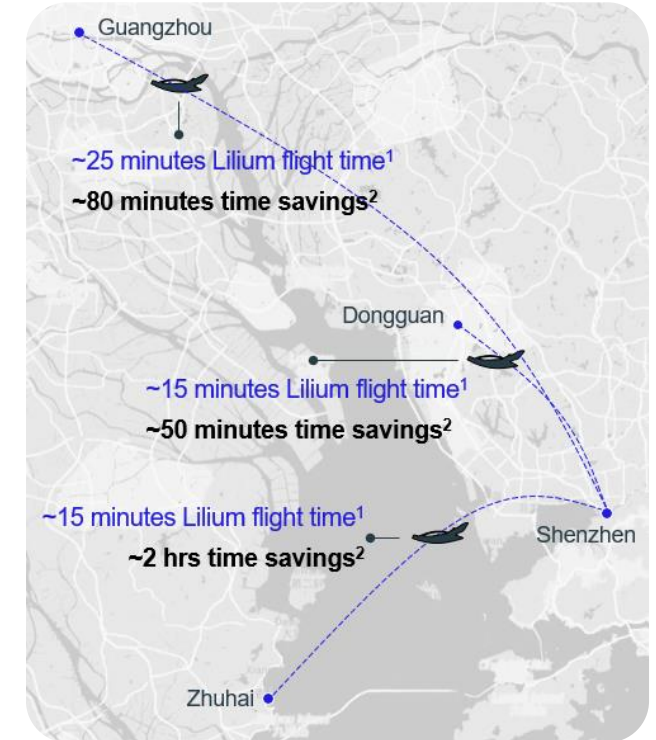 Guangzhou
~25 minutes Lilium flight time¹
~80 minutes time savings²
Dongguan
~15 minutes Lilium flight time¹
~50 minutes time savings²
~15 minutes Lilium flight time¹
~2 hrs time savings²
Shenzhen
Zhuhai